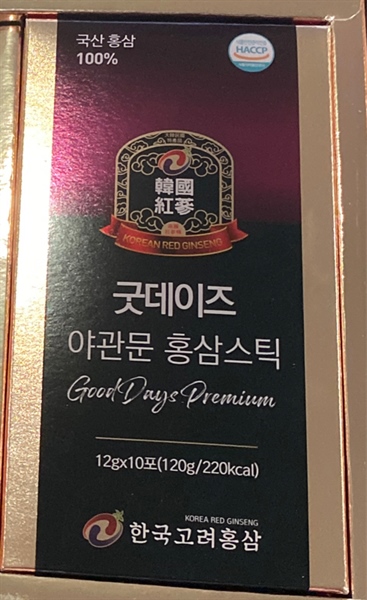 국산 홍삼
100%
HACCP
韓國
紅蔘
KOREAN RED GINSENG
굿데이즈
야관문 홍삼스틱
Good Days Premium
12gx10포(120g/220kcal)
KOREA RED GINSENG
한국고려홍삼